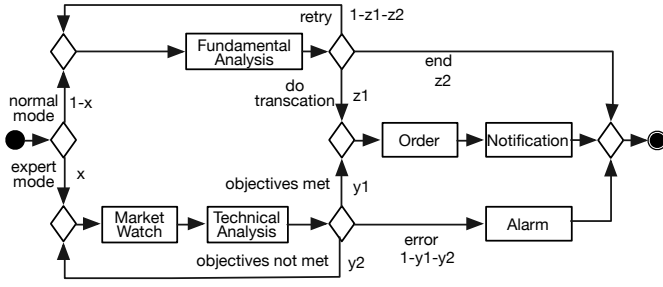 retry
1-z1-z2
Fundamental
Analysis
end
z2
do
transcation
z1
normal
mode
1-x
Order
Notification
expert
mode
x
objectives met
y1
Market
Watch
Technical
Analysis
Alarm
error
1-y1-y2
objectives not met
y2